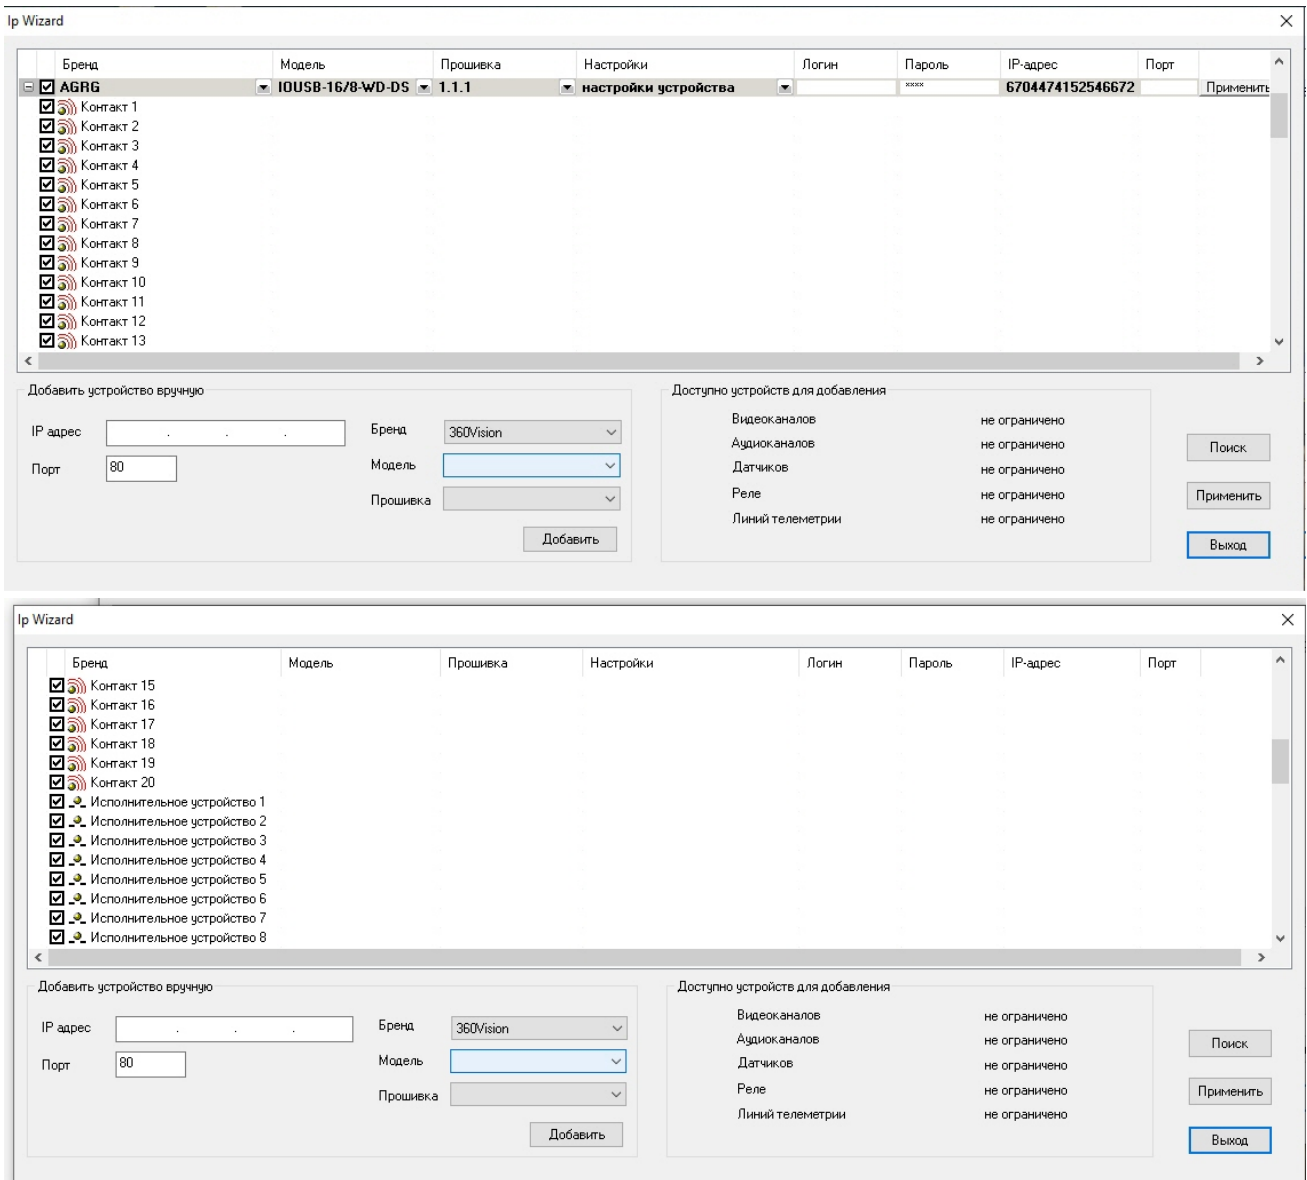 Ip Wizard
Бренд Модель Прошивка Настройки Логин Пароль IP-адрес Порт
AGRG IOUSB-16/8-WD-DS 1.1.1 настройки устройства **** 6704474152546672 Применить
Контакт 1
Контакт 2
Контакт 3
Контакт 4
Контакт 5
Контакт 6
Контакт 7
Контакт 8
Контакт 9
Контакт 10
Контакт 11
Контакт 12
Контакт 13
Добавить устройство вручную
IP адрес . . .
Порт 80
Бренд 360Vision
Модель
Прошивка
Добавить
Доступно устройств для добавления
Видеоканалов не ограничено
Аудиоканалов не ограничено
Датчиков не ограничено
Реле не ограничено
Линий телеметрии не ограничено
Поиск
Применить
Выход
Ip Wizard
Бренд Модель Прошивка Настройки Логин Пароль IP-адрес Порт
Контакт 15
Контакт 16
Контакт 17
Контакт 18
Контакт 19
Контакт 20
Исполнительное устройство 1
Исполнительное устройство 2
Исполнительное устройство 3
Исполнительное устройство 4
Исполнительное устройство 5
Исполнительное устройство 6
Исполнительное устройство 7
Исполнительное устройство 8
Добавить устройство вручную
IP адрес . . .
Порт 80
Бренд 360Vision
Модель
Прошивка
Добавить
Доступно устройств для добавления
Видеоканалов не ограничено
Аудиоканалов не ограничено
Датчиков не ограничено
Реле не ограничено
Линий телеметрии не ограничено
Поиск
Применить
Выход